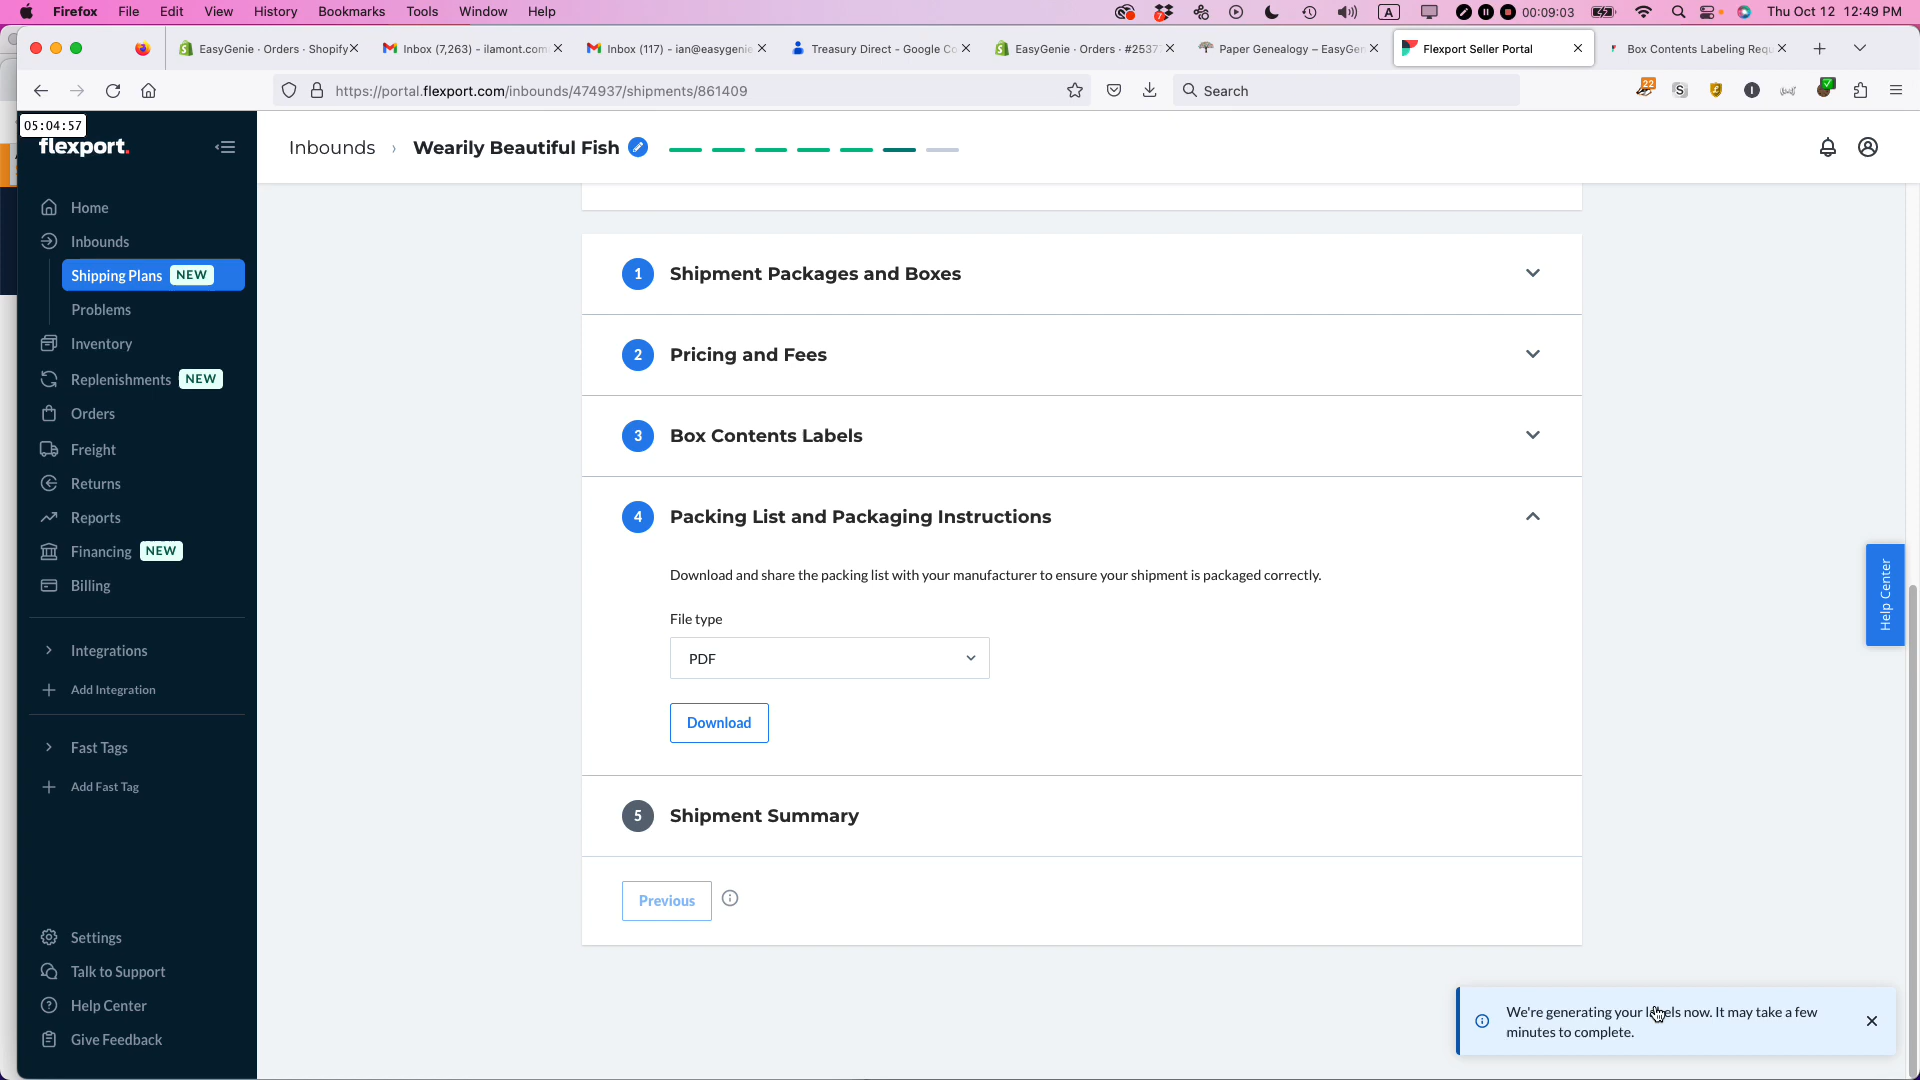 Firefox File Edit View History Bookmarks Tools Window Help
7 A 00:09:03 Thu Oct 12 12:49 PM
EasyGenie · Orders · Shopify
Inbox (7,263) - ilamont.com
Inbox (117) - ian@easygenie
Treasury Direct - Google Co
EasyGenie · Orders · #2537
Paper Genealogy – EasyGen
Flexport Seller Portal
Box Contents Labeling Requ
https://portal.flexport.com/inbounds/474937/shipments/861409
Search
22
05:04:57
flexport.
Inbounds › Wearily Beautiful Fish
Home
Inbounds
Shipping Plans NEW
Problems
Inventory
Replenishments NEW
Orders
Freight
Returns
Reports
Financing NEW
Billing
Integrations
Add Integration
Fast Tags
Add Fast Tag
Settings
Talk to Support
Help Center
Give Feedback
1 Shipment Packages and Boxes
2 Pricing and Fees
3 Box Contents Labels
4 Packing List and Packaging Instructions
Download and share the packing list with your manufacturer to ensure your shipment is packaged correctly.
File type
PDF
Download
5 Shipment Summary
Previous
Help Center
We're generating your labels now. It may take a few
minutes to complete.